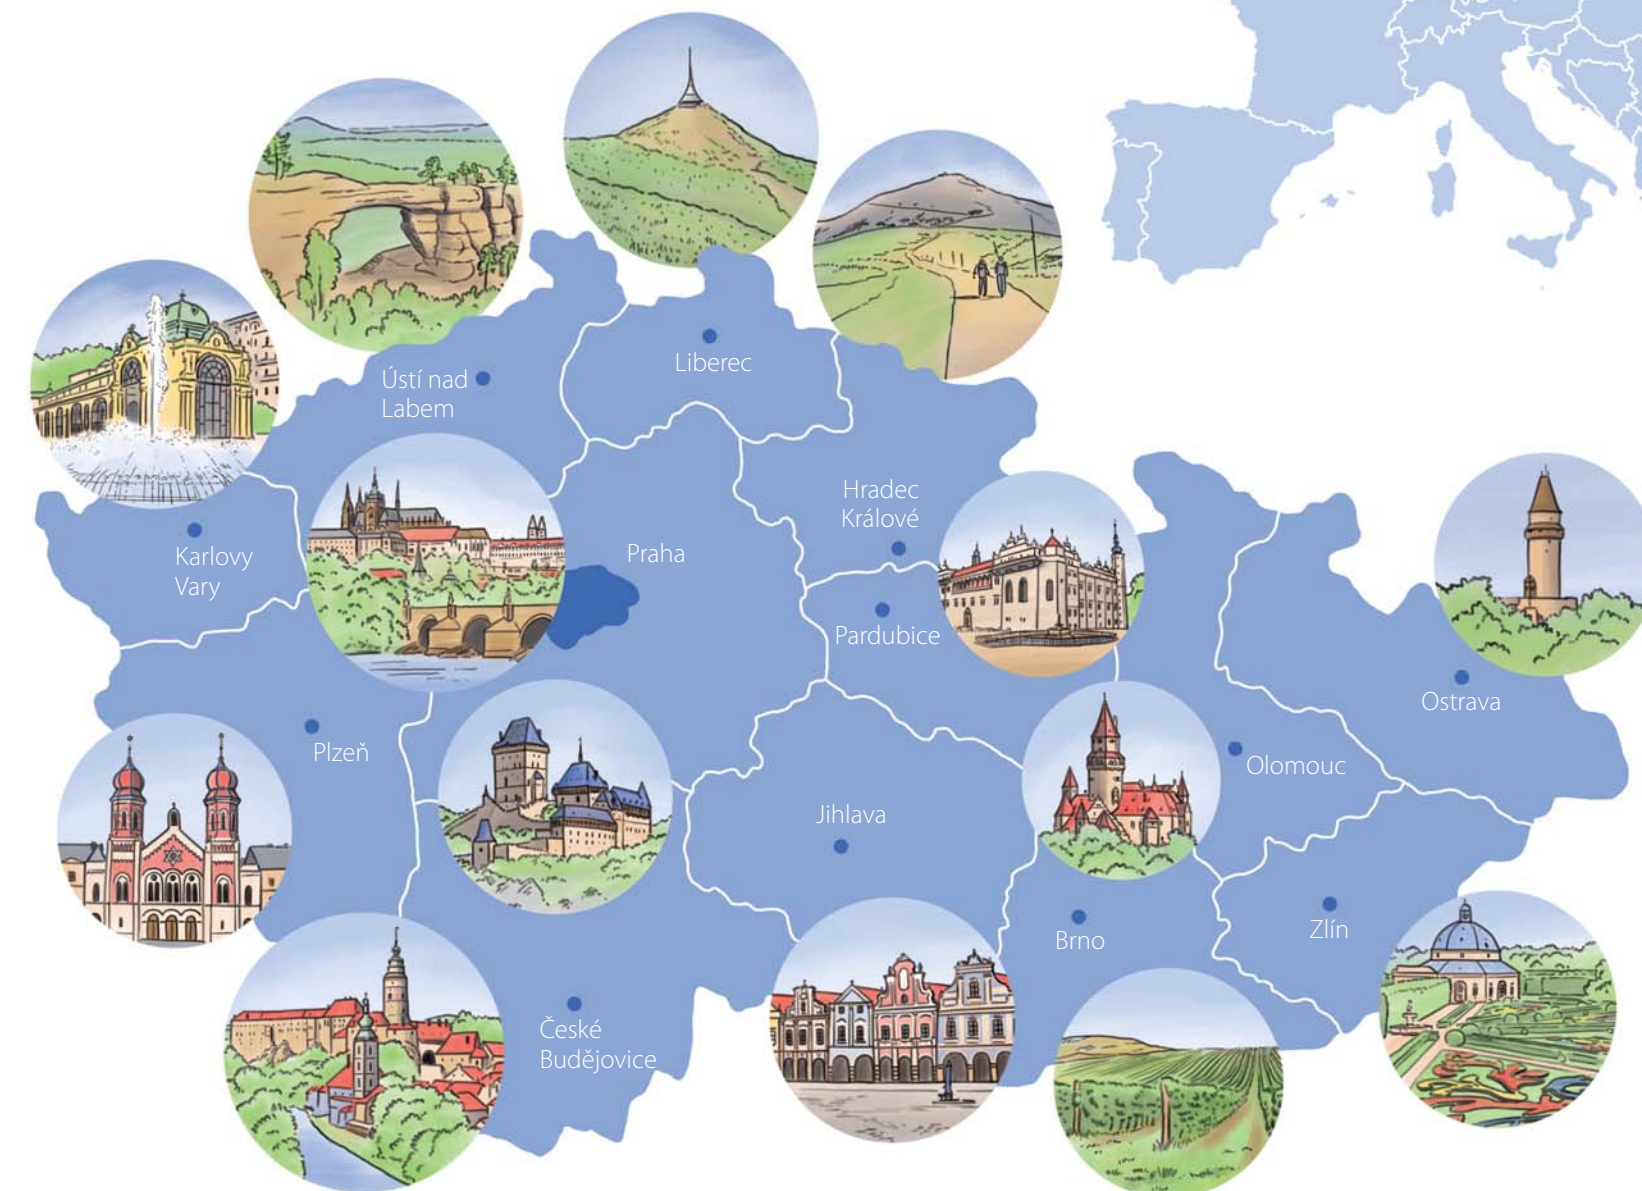 Liberec
Ústí nad
Labem
Hradec
Králové
Karlovy
Vary
Praha
Pardubice
Ostrava
Plzeň
Olomouc
Jihlava
Zlín
Brno
České
Budějovice